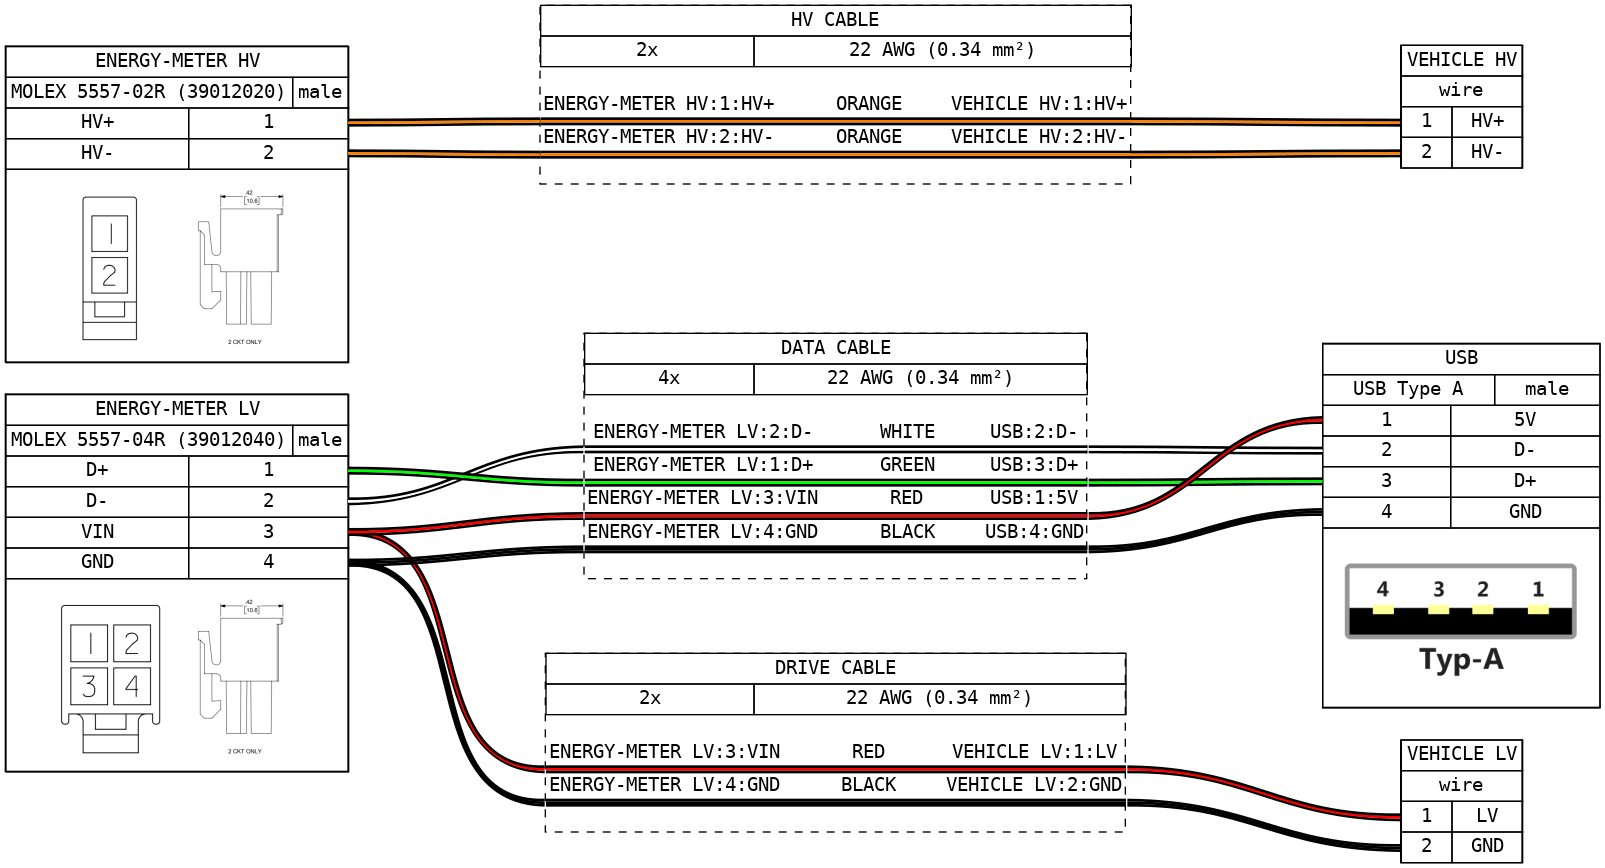 HV CABLE
2x 22 AWG (0.34 mm²)
ENERGY-METER HV:1:HV+ ORANGE VEHICLE HV:1:HV+
ENERGY-METER HV:2:HV- ORANGE VEHICLE HV:2:HV-
ENERGY-METER HV
MOLEX 5557-02R (39012020) male
HV+ 1
HV- 2
1
2
.42
[10.6]
2 CKT ONLY
VEHICLE HV
wire
1 HV+
2 HV-
DATA CABLE
4x 22 AWG (0.34 mm²)
ENERGY-METER LV:2:D- WHITE USB:2:D-
ENERGY-METER LV:1:D+ GREEN USB:3:D+
ENERGY-METER LV:3:VIN RED USB:1:5V
ENERGY-METER LV:4:GND BLACK USB:4:GND
USB
USB Type A male
1 5V
2 D-
3 D+
4 GND
4 3 2 1
Typ-A
ENERGY-METER LV
MOLEX 5557-04R (39012040) male
D+ 1
D- 2
VIN 3
GND 4
1 2
3 4
.42
[10.6]
2 CKT ONLY
DRIVE CABLE
2x 22 AWG (0.34 mm²)
ENERGY-METER LV:3:VIN RED VEHICLE LV:1:LV
ENERGY-METER LV:4:GND BLACK VEHICLE LV:2:GND
VEHICLE LV
wire
1 LV
2 GND